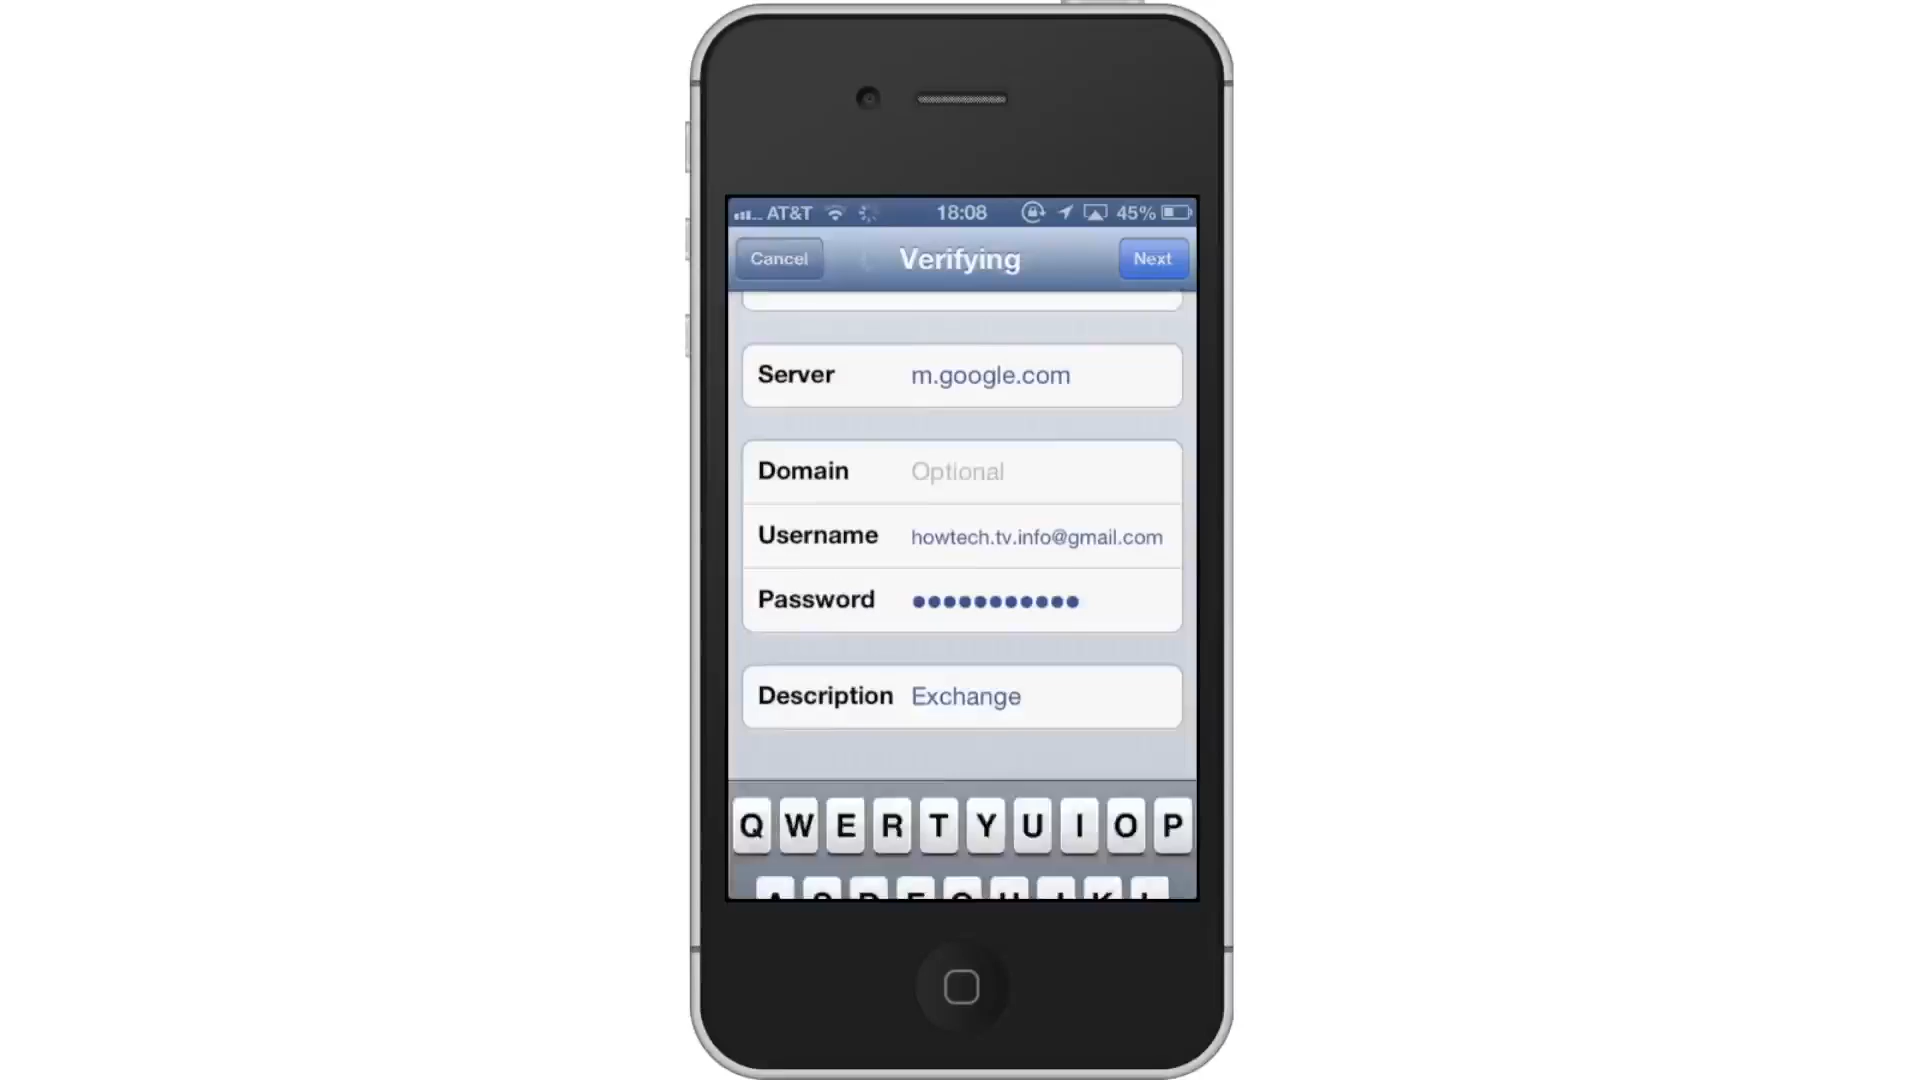 AT&T 18:08 45%
Cancel Verifying Next
Server m.google.com
Domain Optional
Username howtech.tv.info@gmail.com
Password ●●●●●●●●●●●
Description Exchange
Q W E R T Y U I O P